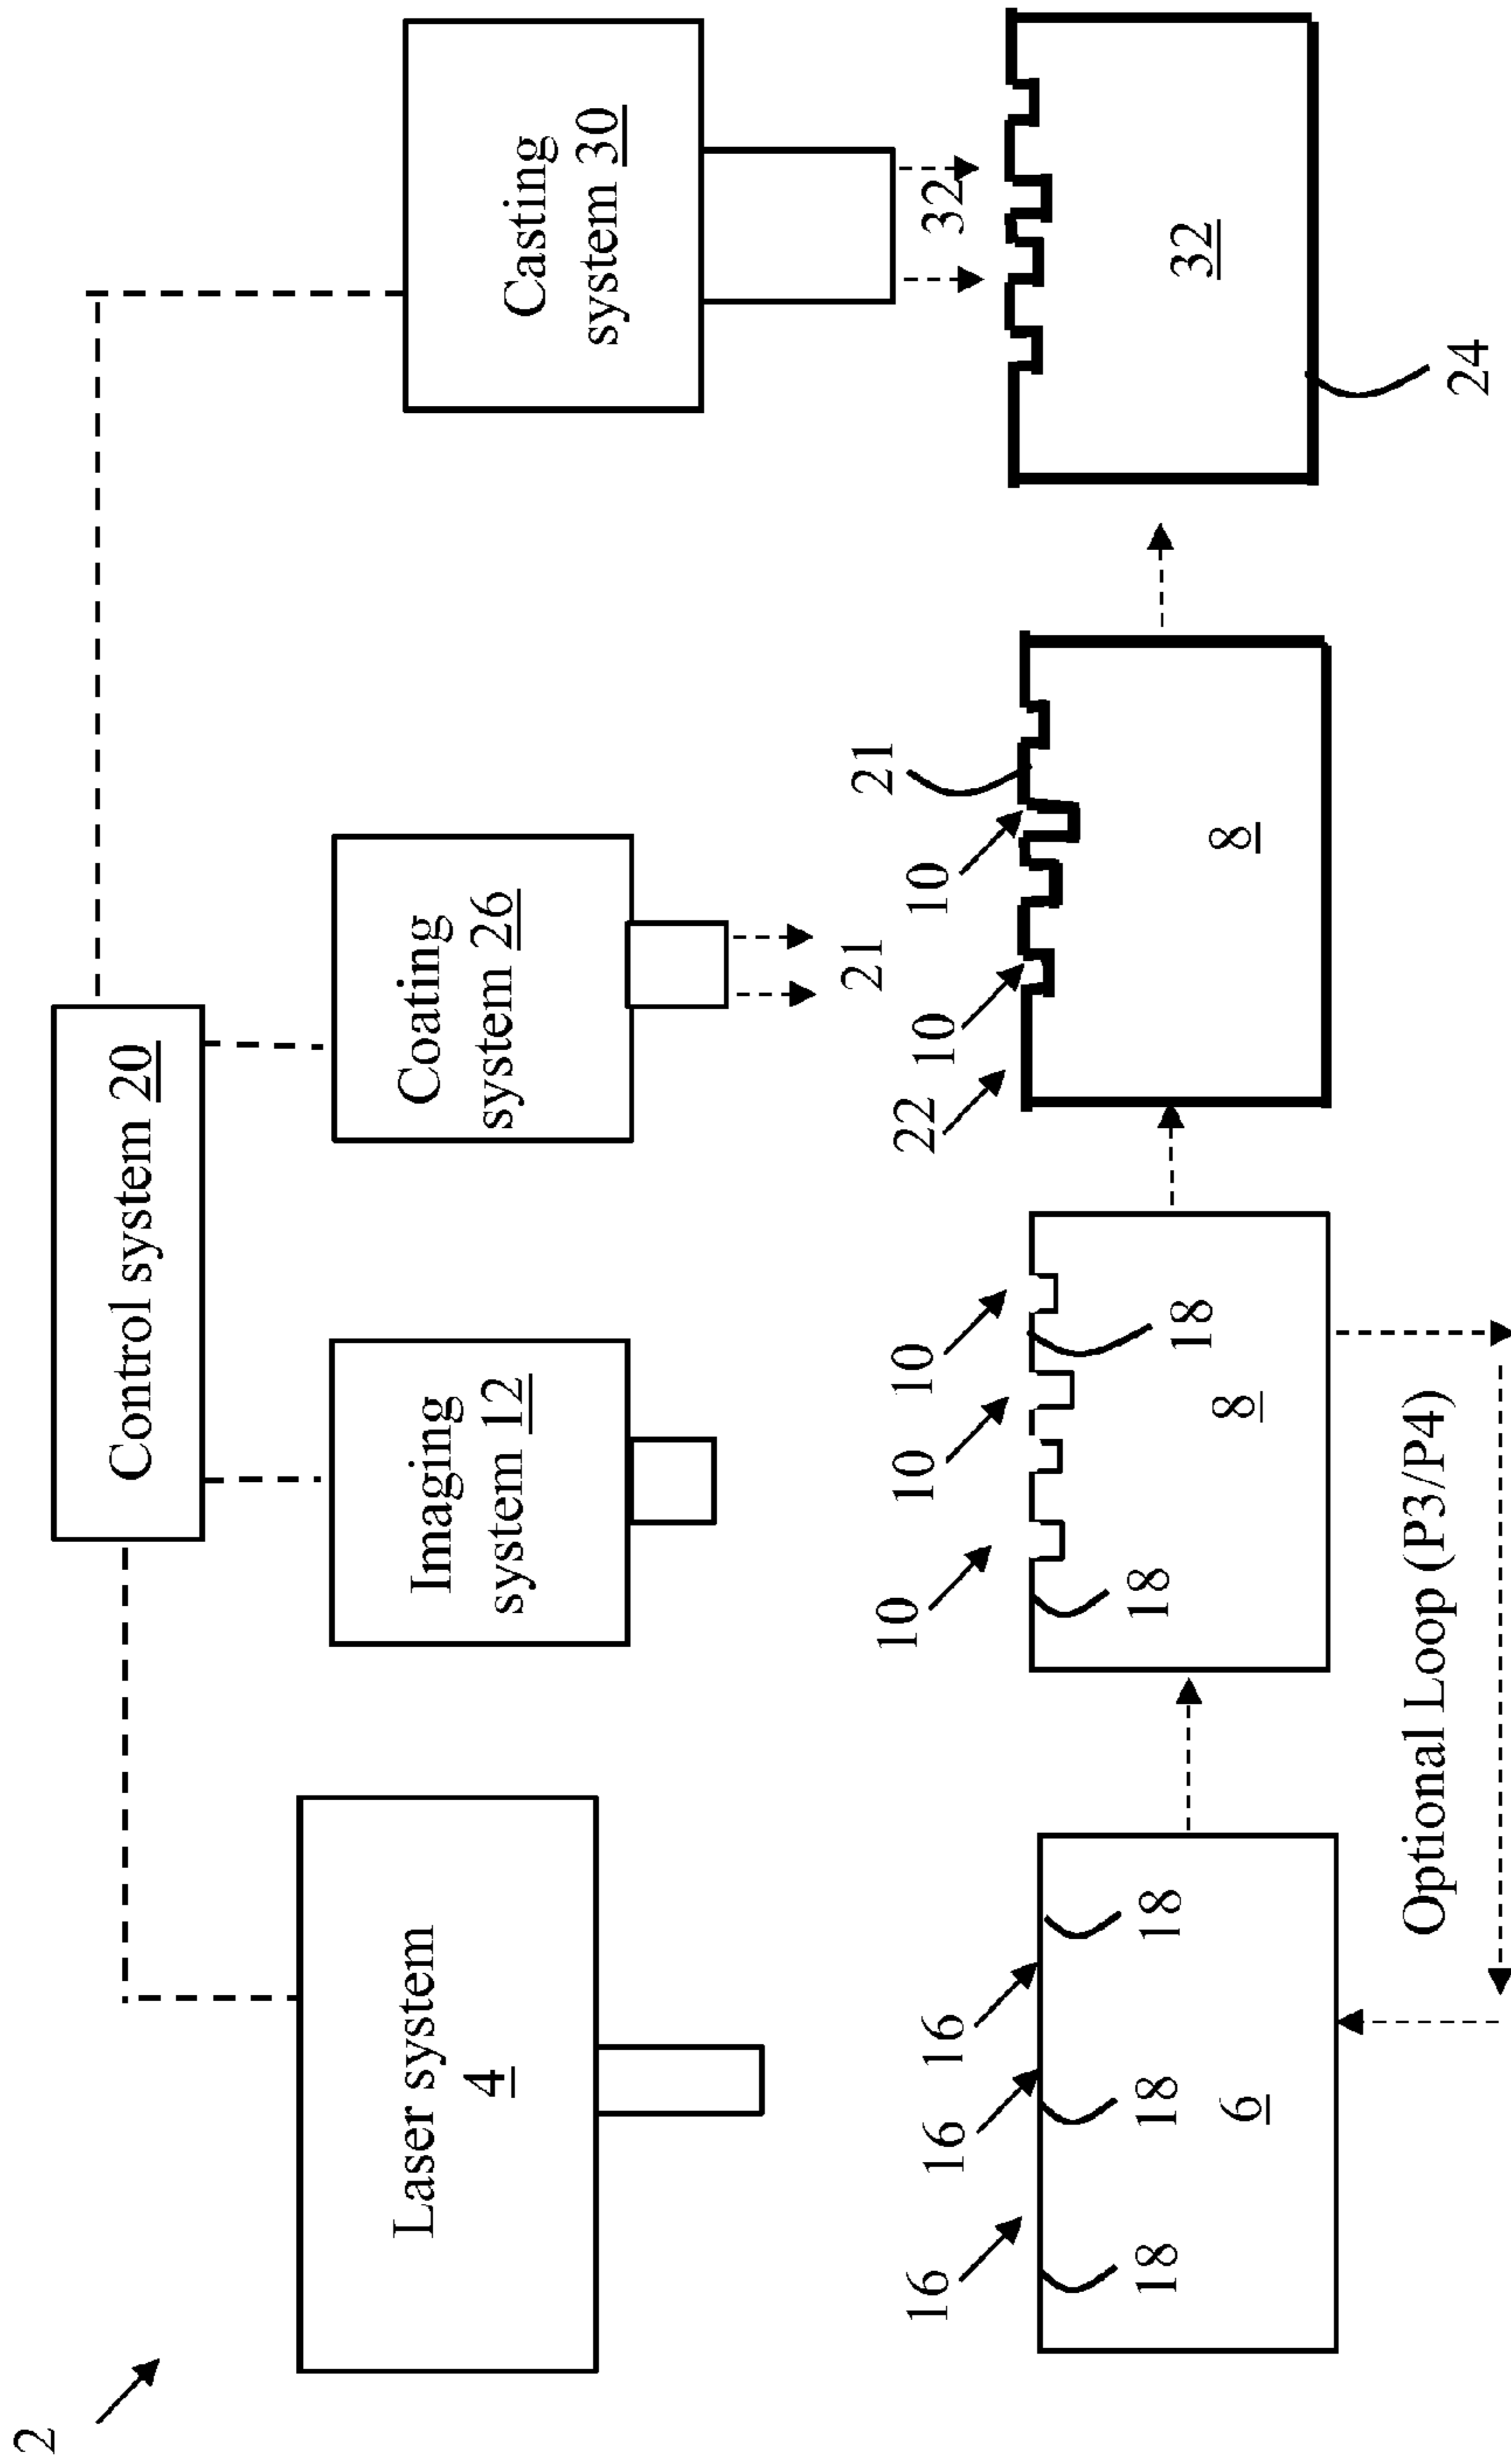 2
Control system 20
Laser system
4
Imaging
system 12
Coating
system 26
Casting
system 30
21
32
16
16
16
18
18
18
6
10
10
10
18
18
8
22
10
10
21
8
32
24
Optional Loop (P3/P4)